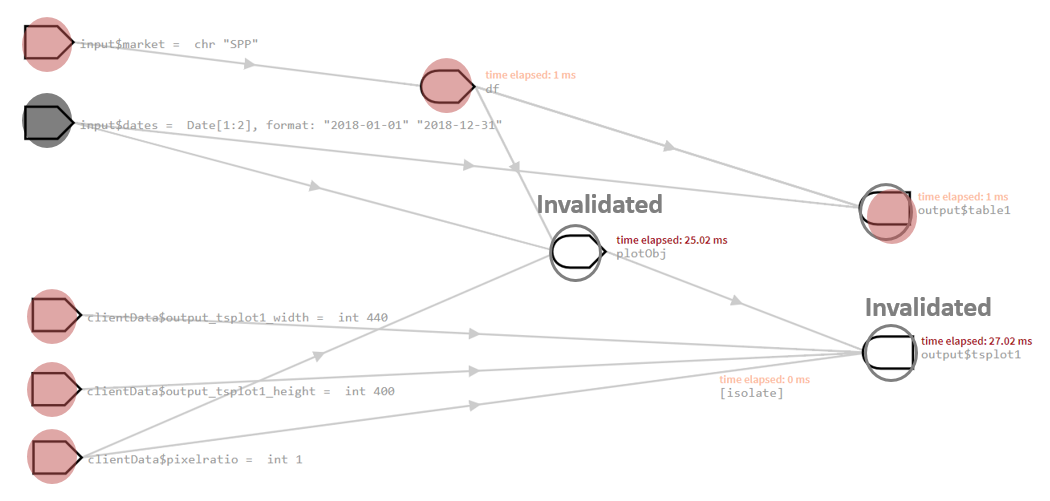 input$market =  chr "SPP"
time elapsed: 1 ms
df
input$dates =  Date[1:2], format: "2018-01-01" "2018-12-31"
Invalidated
time elapsed: 1 ms
output$table1
time elapsed: 25.02 ms
plotObj
Invalidated
clientData$output_tsplot1_width =  int 440
time elapsed: 27.02 ms
output$tsplot1
time elapsed: 0 ms
[isolate]
clientData$output_tsplot1_height =  int 400
clientData$pixelratio =  int 1